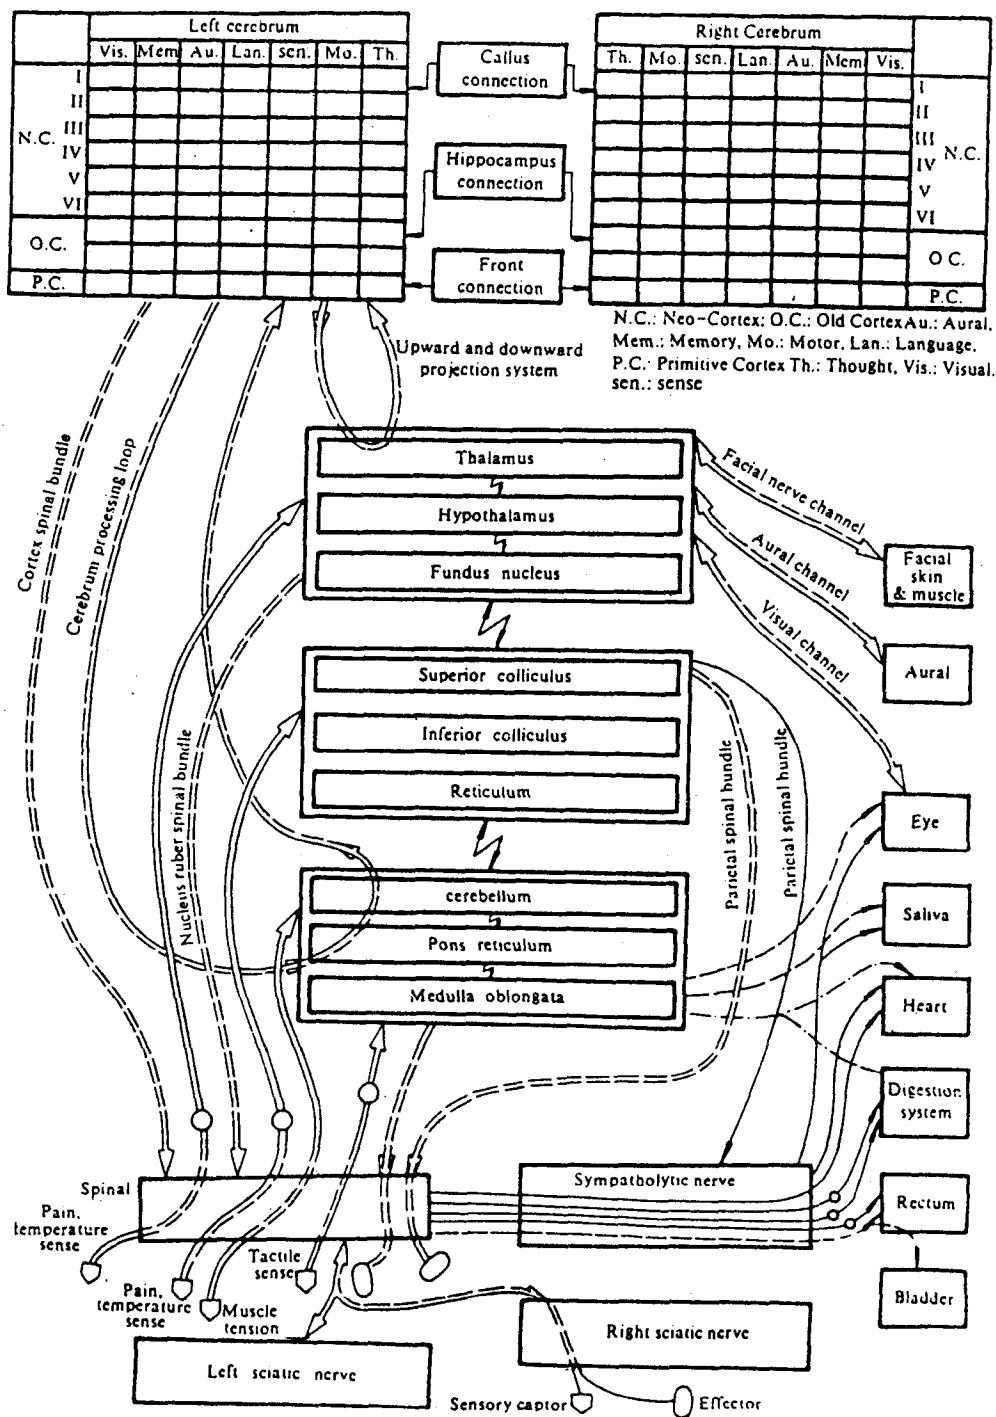 Left cerebrum
Vis. Mem Au. Lan. sen. Mo. Th.
I
II
III
N.C.
IV
V
VI
O.C.
P.C.
Callus
connection
Hippocampus
connection
Front
connection
Right Cerebrum
Th. Mo. sen. Lan. Au. Mem Vis.
I
II
III
N.C.
IV
V
VI
O C.
P.C.
N.C.: Neo-Cortex; O.C.: Old Cortex Au.: Aural,
Mem.: Memory, Mo.: Motor, Lan.: Language,
P.C.: Primitive Cortex Th.: Thought, Vis.: Visual.
sen.: sense
Upward and downward
projection system
Cortex spinal bundle
Cerebrum processing loop
Thalamus
Hypothalamus
Fundus nucleus
Facial nerve channel
Aural channel
Visual channel
Facial
skin
& muscle
Aural
Superior colliculus
Inferior colliculus
Reticulum
Nucleus ruber spinal bundle
Parietal spinal bundle
Parietal spinal bundle
Eye
cerebellum
Pons reticulum
Medulla oblongata
Saliva
Heart
Digestion
system
Spinal
Sympatholytic nerve
Rectum
Pain,
temperature
sense
Pain,
temperature
sense
Muscle
tension
Tactile
sense
Bladder
Right sciatic nerve
Left sciatic nerve
Sensory captor
Effector